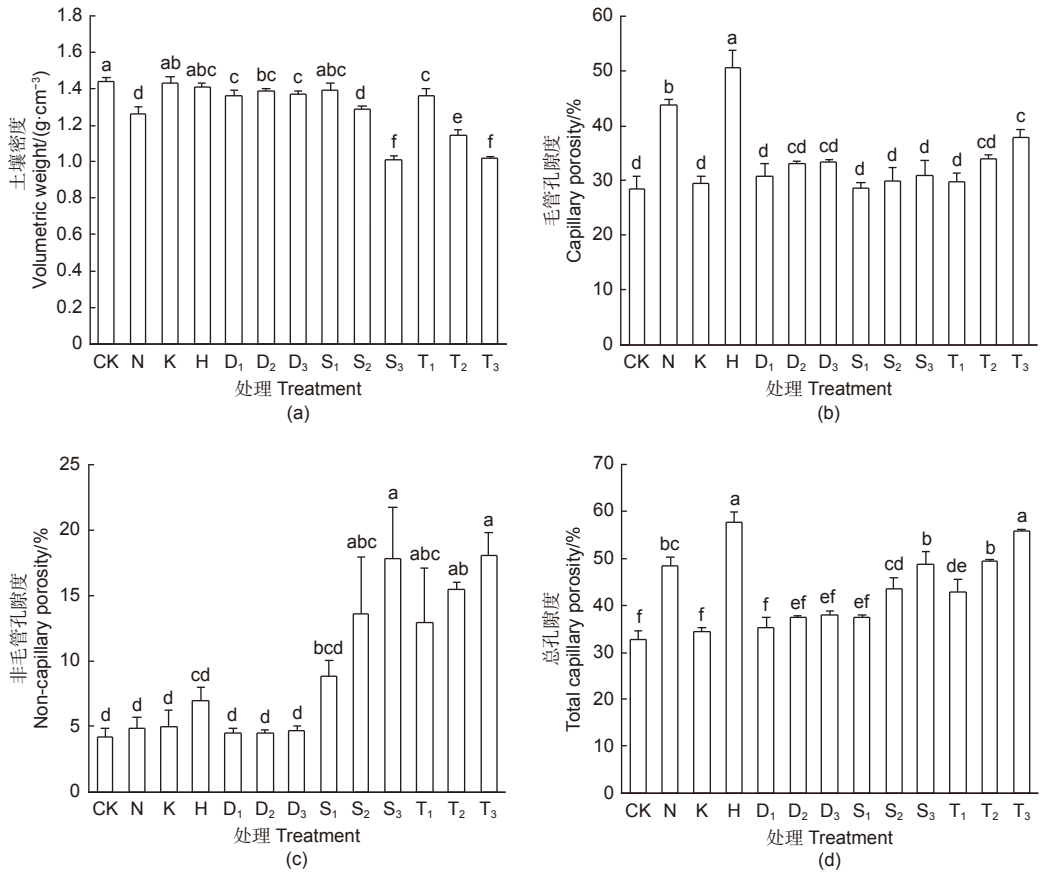 1.8
1.6
1.4
1.2
1.0
0.8
1.4
0.4
0.2
0
土壤密度
Volumetric weight/(g·cm⁻³)
a
d
ab
abc
c
bc
c
abc
d
f
c
e
f
CK N K H D₁ D₂ D₃ S₁ S₂ S₃ T₁ T₂ T₃
处理 Treatment
(a)
60
50
40
30
20
10
0
毛管孔隙度
Capillary porosity/%
d
b
d
a
d
cd
cd
d
d
d
d
cd
c
CK N K H D₁ D₂ D₃ S₁ S₂ S₃ T₁ T₂ T₃
处理 Treatment
(b)
25
20
15
10
5
0
非毛管孔隙度
Non-capillary porosity/%
d
d
d
cd
d
d
d
bcd
abc
a
abc
ab
a
CK N K H D₁ D₂ D₃ S₁ S₂ S₃ T₁ T₂ T₃
处理 Treatment
(c)
70
60
50
40
30
20
10
0
总孔隙度
Total capillary porosity/%
f
bc
f
a
f
ef
ef
ef
cd
b
de
b
a
CK N K H D₁ D₂ D₃ S₁ S₂ S₃ T₁ T₂ T₃
处理 Treatment
(d)